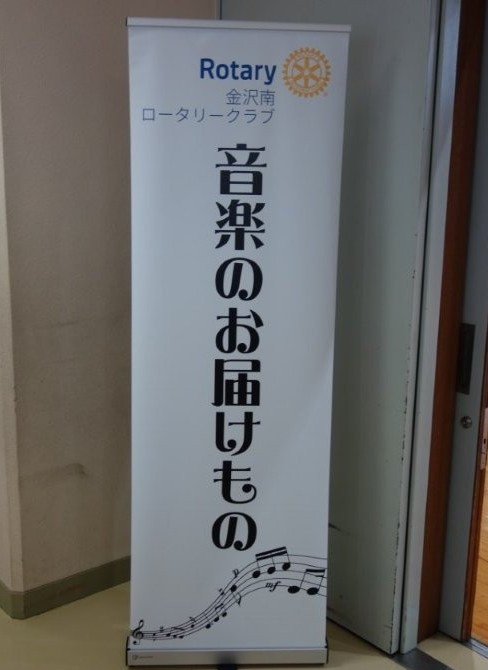 Rotary
金沢南
ロータリークラブ
音楽のお届けもの
mf